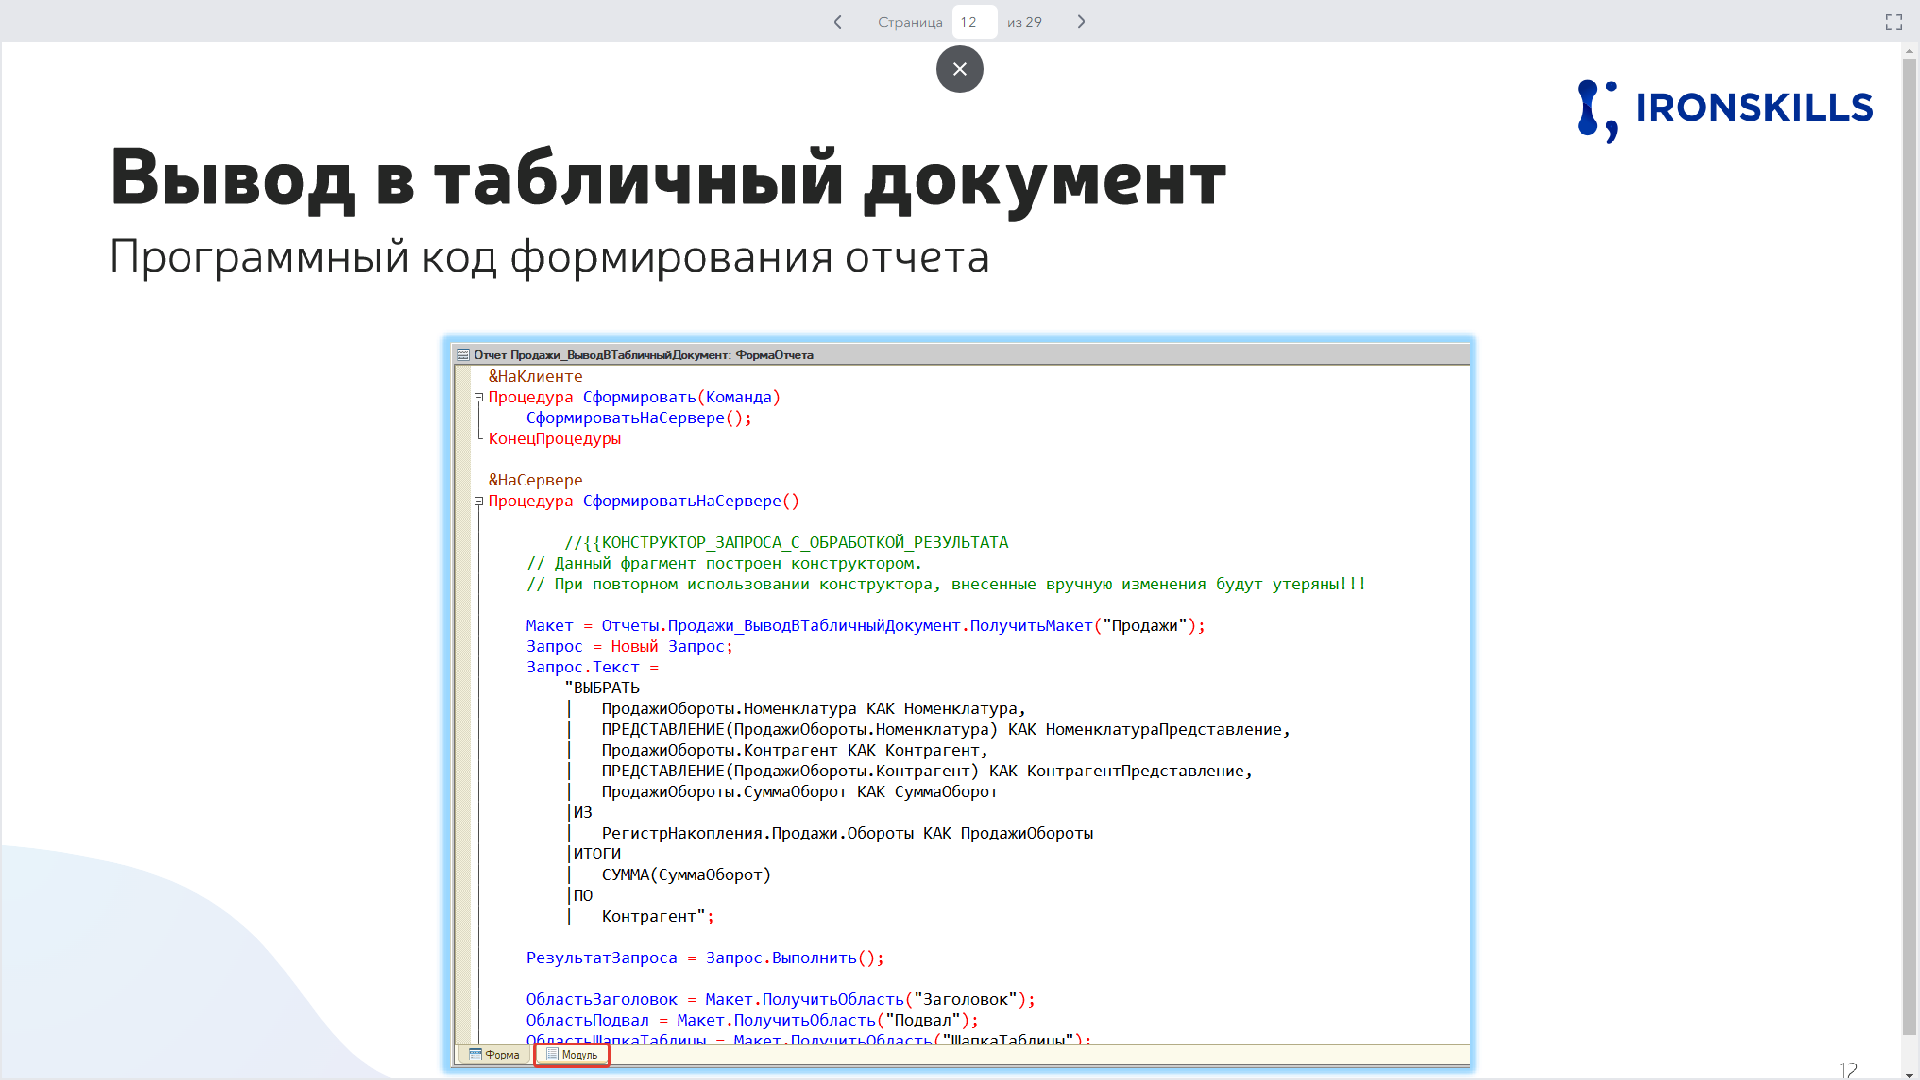 Страница 12 из 29
IRONSKILLS
Вывод в табличный документ
Программный код формирования отчета
Отчет Продажи_ВыводВТабличныйДокумент: ФормаОтчета
&НаКлиенте
Процедура Сформировать(Команда)
СформироватьНаСервере();
КонецПроцедуры
&НаСервере
Процедура СформироватьНаСервере()
//{{КОНСТРУКТОР_ЗАПРОСА_С_ОБРАБОТКОЙ_РЕЗУЛЬТАТА
// Данный фрагмент построен конструктором.
// При повторном использовании конструктора, внесенные вручную изменения будут утеряны!!!
Макет = Отчеты.Продажи_ВыводВТабличныйДокумент.ПолучитьМакет("Продажи");
Запрос = Новый Запрос;
Запрос.Текст =
"ВЫБРАТЬ
| ПродажиОбороты.Номенклатура КАК Номенклатура,
| ПРЕДСТАВЛЕНИЕ(ПродажиОбороты.Номенклатура) КАК НоменклатураПредставление,
| ПродажиОбороты.Контрагент КАК Контрагент,
| ПРЕДСТАВЛЕНИЕ(ПродажиОбороты.Контрагент) КАК КонтрагентПредставление,
| ПродажиОбороты.СуммаОборот КАК СуммаОборот
|ИЗ
| РегистрНакопления.Продажи.Обороты КАК ПродажиОбороты
|ИТОГИ
| СУММА(СуммаОборот)
|ПО
| Контрагент";
РезультатЗапроса = Запрос.Выполнить();
ОбластьЗаголовок = Макет.ПолучитьОбласть("Заголовок");
ОбластьПодвал = Макет.ПолучитьОбласть("Подвал");
ОбластьШапкаТаблицы = Макет.ПолучитьОбласть("ШапкаТаблицы");
Форма Модуль
12